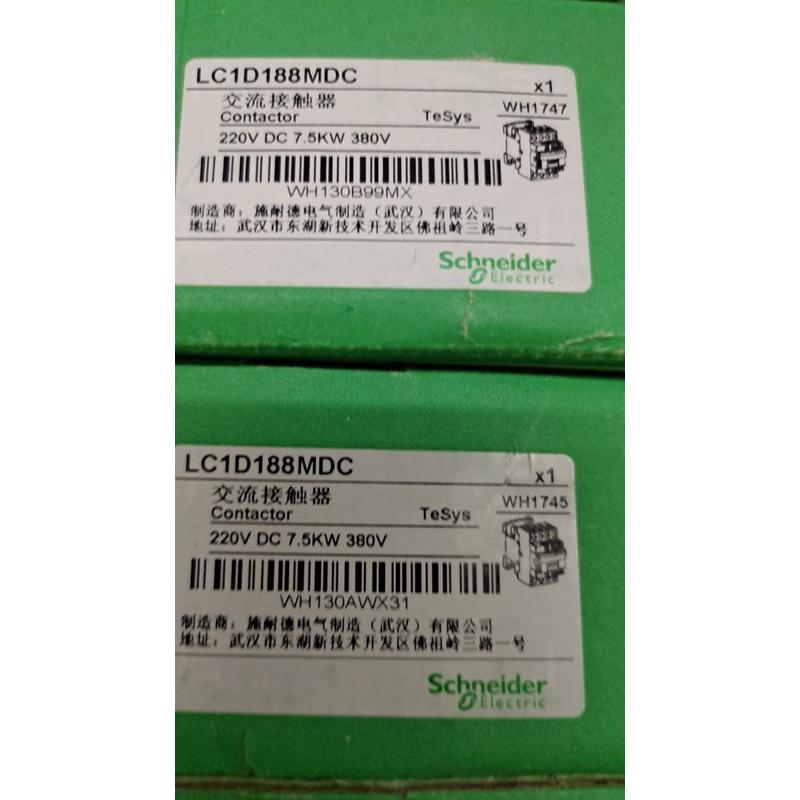 LC1D188MDC
x1
交流接触器
WH1747
Contactor TeSys
220V DC 7.5KW 380V
WH130B99MX
制造商：施耐德电气制造（武汉）有限公司
地址：武汉市东湖新技术开发区佛祖岭三路一号
Schneider
Electric
LC1D188MDC
x1
交流接触器
WH1745
Contactor TeSys
220V DC 7.5KW 380V
WH130AWX31
制造商：施耐德电气制造（武汉）有限公司
地址：武汉市东湖新技术开发区佛祖岭三路一号
Schneider
Electric